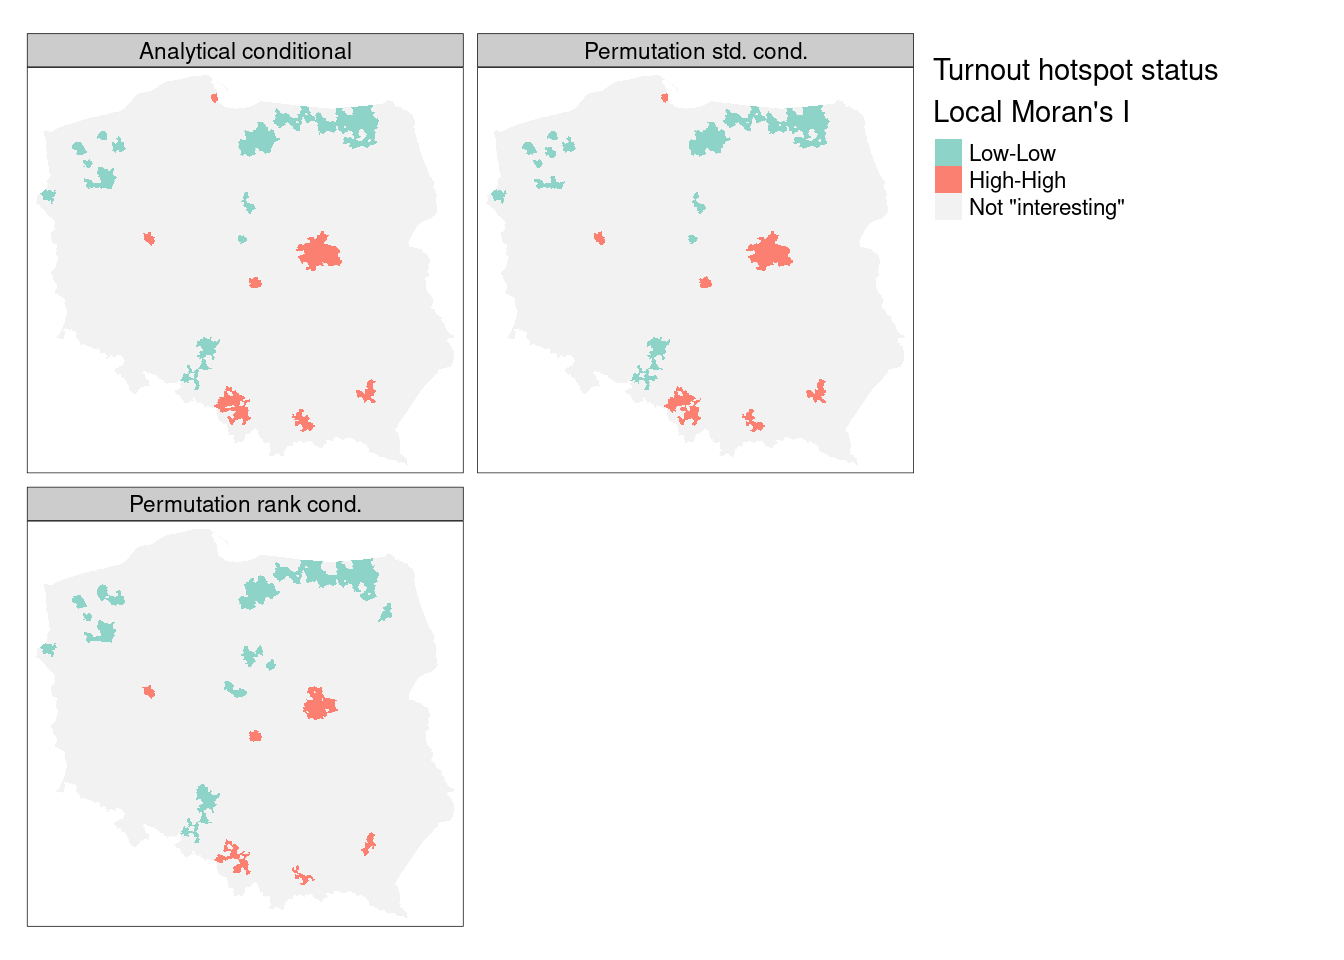 Analytical conditional
Permutation std. cond.
Turnout hotspot status
Local Moran's I
Low-Low
High-High
Not "interesting"
Permutation rank cond.